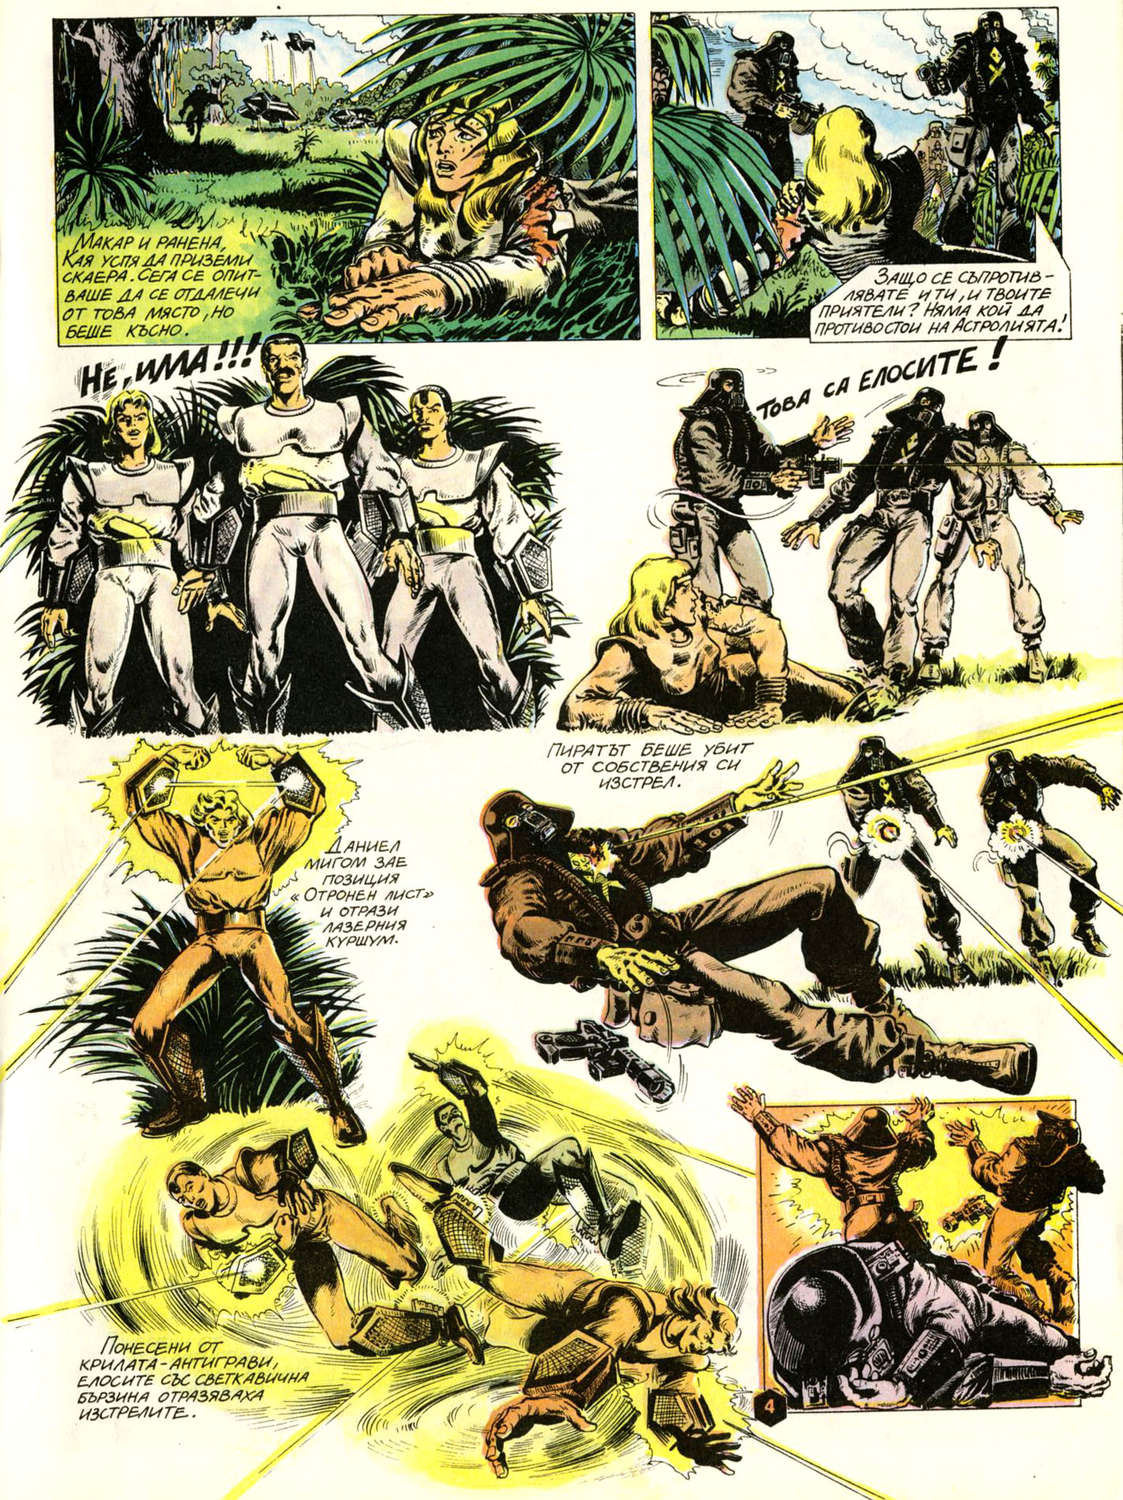 Макар и ранена,
Кая успя да приземи
скаера. Сега се опит-
ваше да се отдалечи
от това място, но
беше късно.
Защо се съпротив-
лявате и ти, и твоите
приятели? Няма кой да
противостои на Астролията!
Не, има!!!
Това са елосите!
Пиратът беше убит
от собствения си
изстрел.
Даниел
мигом зае
позиция
«Отронен лист»
и отрази
лазерния
куршум.
Понесени от
крилата-антиграви,
елосите със светкавична
бързина отразяваха
изстрелите.
4